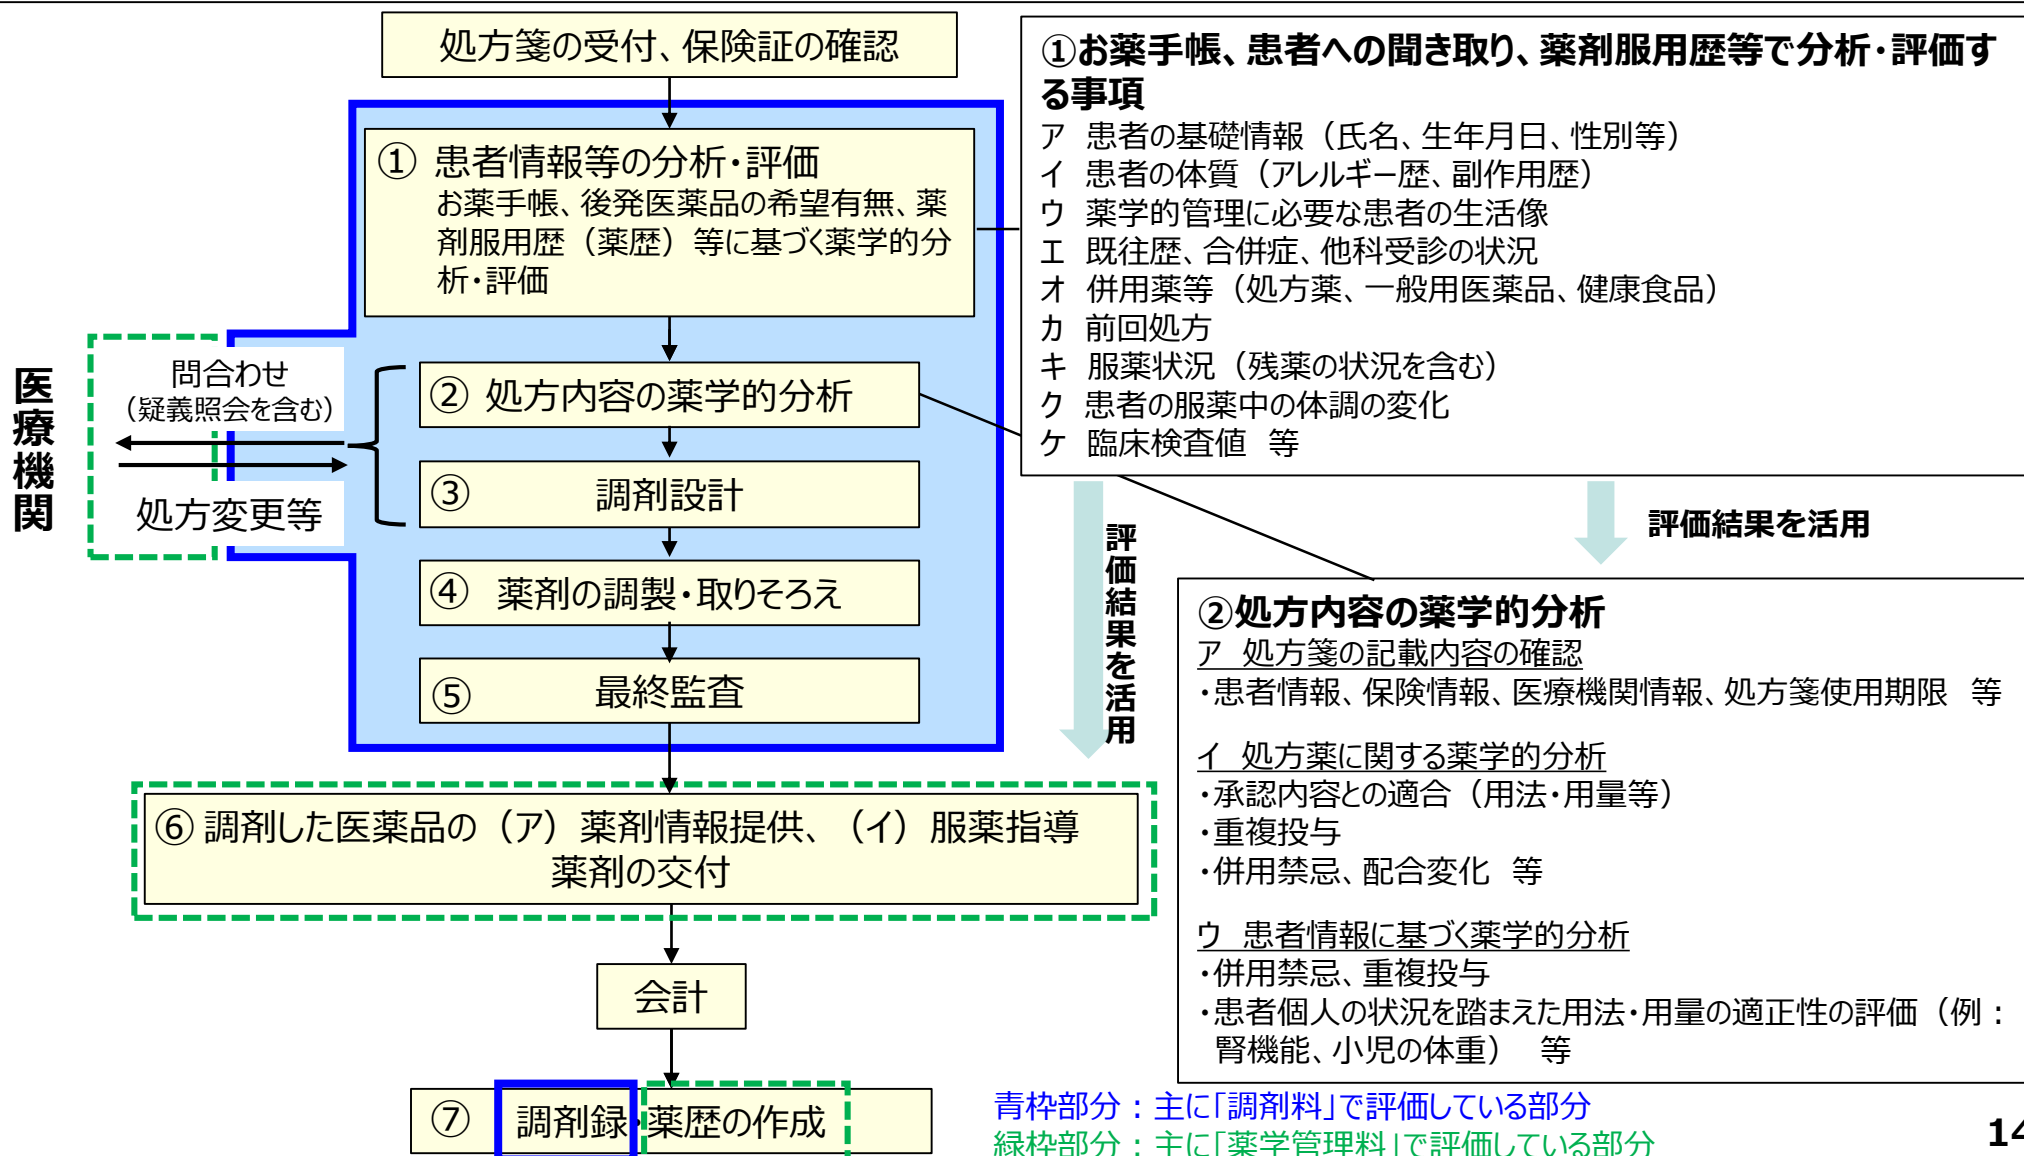 処方箋の受付、保険証の確認
① 患者情報等の分析・評価
お薬手帳、後発医薬品の希望有無、薬
剤服用歴（薬歴）等に基づく薬学的分
析・評価
医療機関
問合わせ
（疑義照会を含む）
処方変更等
② 処方内容の薬学的分析
③ 調剤設計
④ 薬剤の調製・取りそろえ
⑤ 最終監査
⑥ 調剤した医薬品の（ア）薬剤情報提供、（イ）服薬指導
薬剤の交付
会計
⑦ 調剤録・薬歴の作成
①お薬手帳、患者への聞き取り、薬剤服用歴等で分析・評価す
る事項
ア 患者の基礎情報（氏名、生年月日、性別等）
イ 患者の体質（アレルギー歴、副作用歴）
ウ 薬学的管理に必要な患者の生活像
エ 既往歴、合併症、他科受診の状況
オ 併用薬等（処方薬、一般用医薬品、健康食品）
カ 前回処方
キ 服薬状況（残薬の状況を含む）
ク 患者の服薬中の体調の変化
ケ 臨床検査値 等
評価結果を活用
評価結果を活用
②処方内容の薬学的分析
ア 処方箋の記載内容の確認
・患者情報、保険情報、医療機関情報、処方箋使用期限 等
イ 処方薬に関する薬学的分析
・承認内容との適合（用法・用量等）
・重複投与
・併用禁忌、配合変化 等
ウ 患者情報に基づく薬学的分析
・併用禁忌、重複投与
・患者個人の状況を踏まえた用法・用量の適正性の評価（例：
腎機能、小児の体重） 等
青枠部分：主に「調剤料」で評価している部分
緑枠部分：主に「薬学管理料」で評価している部分
14